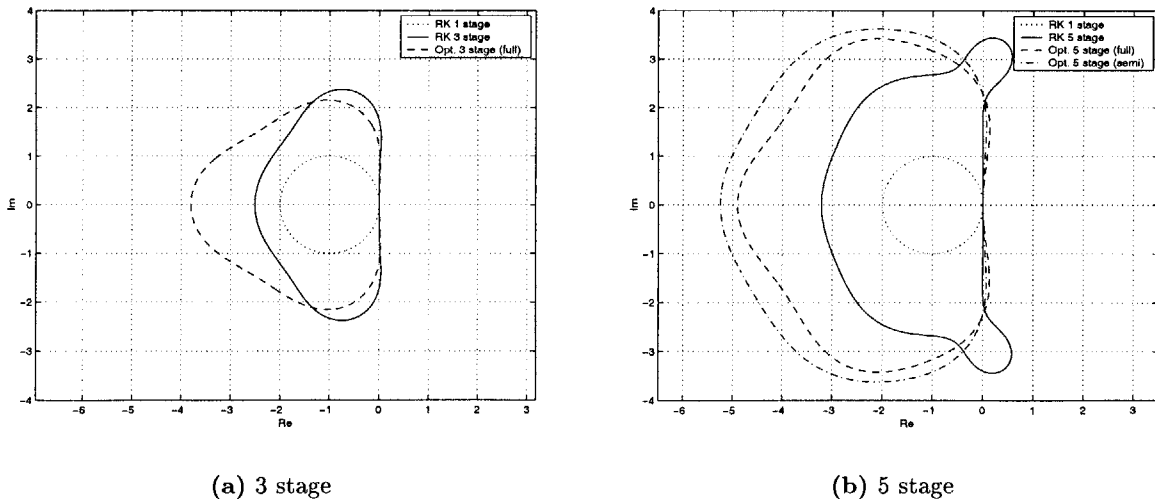 4
3
2
1
0
-1
-2
-3
-4
Im
-6 -5 -4 -3 -2 -1 0 1 2 3
Re
RK 1 stage
RK 3 stage
Opt. 3 stage (full)
(a) 3 stage
4
3
2
1
0
-1
-2
-3
-4
Im
-6 -5 -4 -3 -2 -1 0 1 2 3
Re
RK 1 stage
RK 5 stage
Opt. 5 stage (full)
Opt. 5 stage (semi)
(b) 5 stage